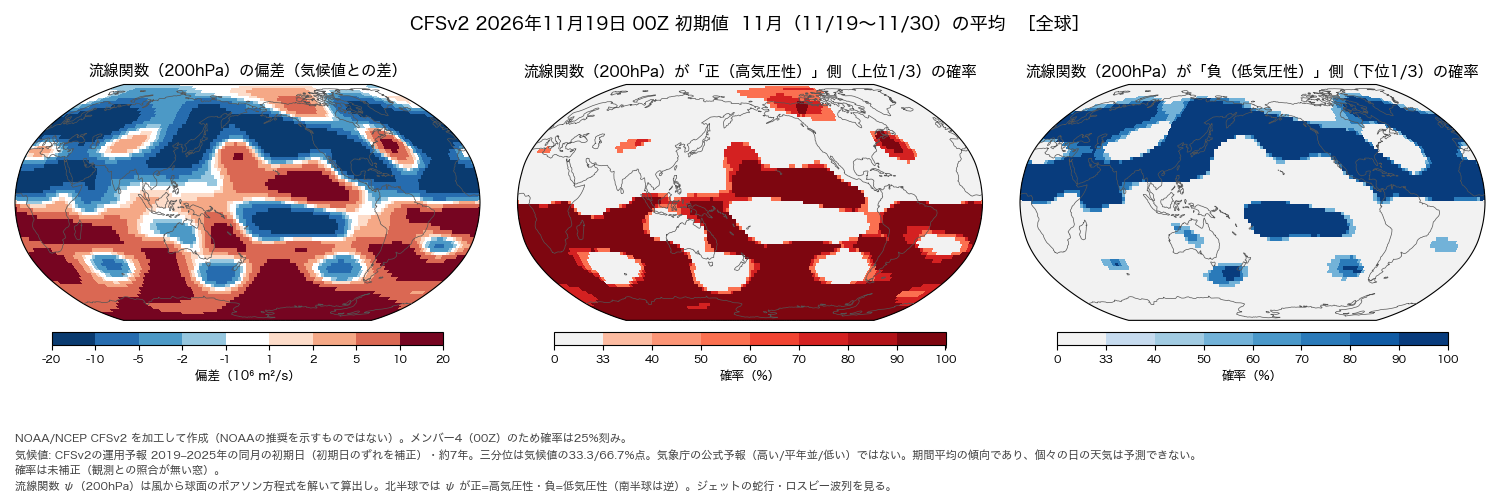 CFSv2 2026年11月19日 00Z 初期値 11月（11/19～11/30）の平均 ［全球］
流線関数（200hPa）の偏差（気候値との差）
流線関数（200hPa）が「正（高気圧性）」側（上位1/3）の確率
流線関数（200hPa）が「負（低気圧性）」側（下位1/3）の確率
-20 -10 -5 -2 -1 1 2 5 10 20
偏差（10⁶ m²/s）
0 33 40 50 60 70 80 90 100
確率（%）
0 33 40 50 60 70 80 90 100
確率（%）
NOAA/NCEP CFSv2 を加工して作成（NOAAの推奨を示すものではない）。メンバー4（00Z）のため確率は25%刻み。
気候値: CFSv2の運用予報 2019–2025年の同月の初期日（初期日のずれを補正）・約7年。三分位は気候値の33.3/66.7%点。気象庁の公式予報（高い/平年並/低い）ではない。期間平均の傾向であり、個々の日の天気は予測できない。
確率は未補正（観測との照合が無い窓）。
流線関数 ψ（200hPa）は風から球面のポアソン方程式を解いて算出し。北半球では ψ が正=高気圧性・負=低気圧性（南半球は逆）。ジェットの蛇行・ロスビー波列を見る。